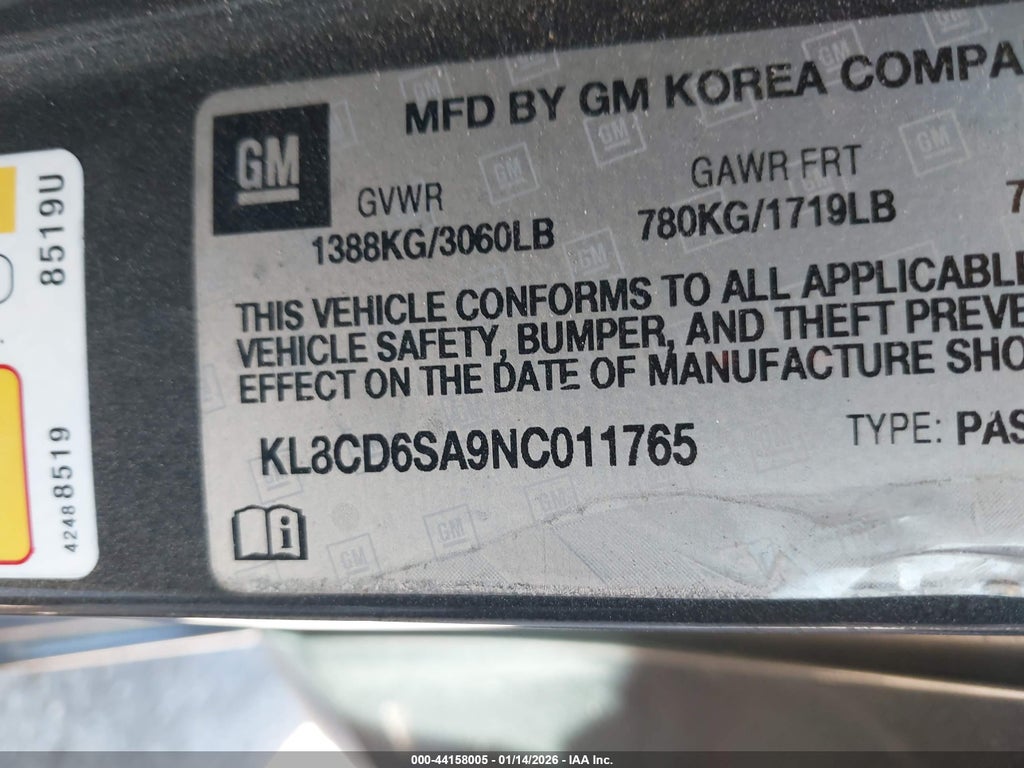 MFD BY GM KOREA COMPA
GM
GVWR
GAWR FRT
1388KG/3060LB
780KG/1719LB
7
THIS VEHICLE CONFORMS TO ALL APPLICABLE
VEHICLE SAFETY, BUMPER, AND THEFT PREVE
EFFECT ON THE DATE OF MANUFACTURE SHO
KL8CD6SA9NC011765
TYPE: PAS
i
8519U
42488519
000-44158005 - 01/14/2026 - IAA Inc.